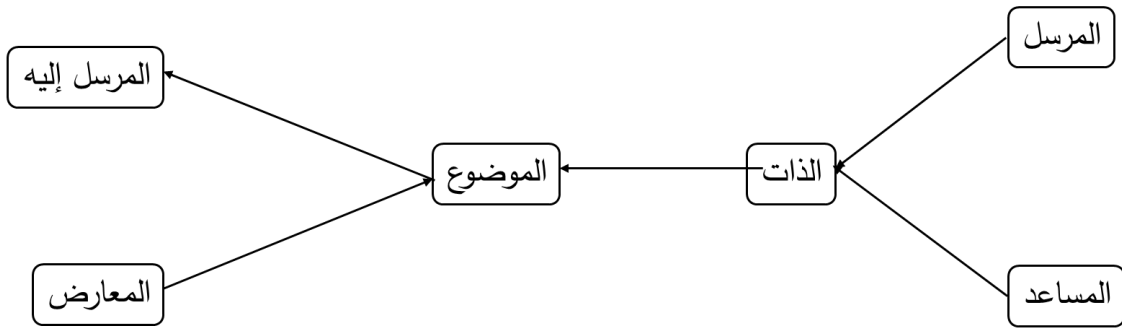 المرسل
المرسل إليه
الذات
الموضوع
المساعد
المعارض